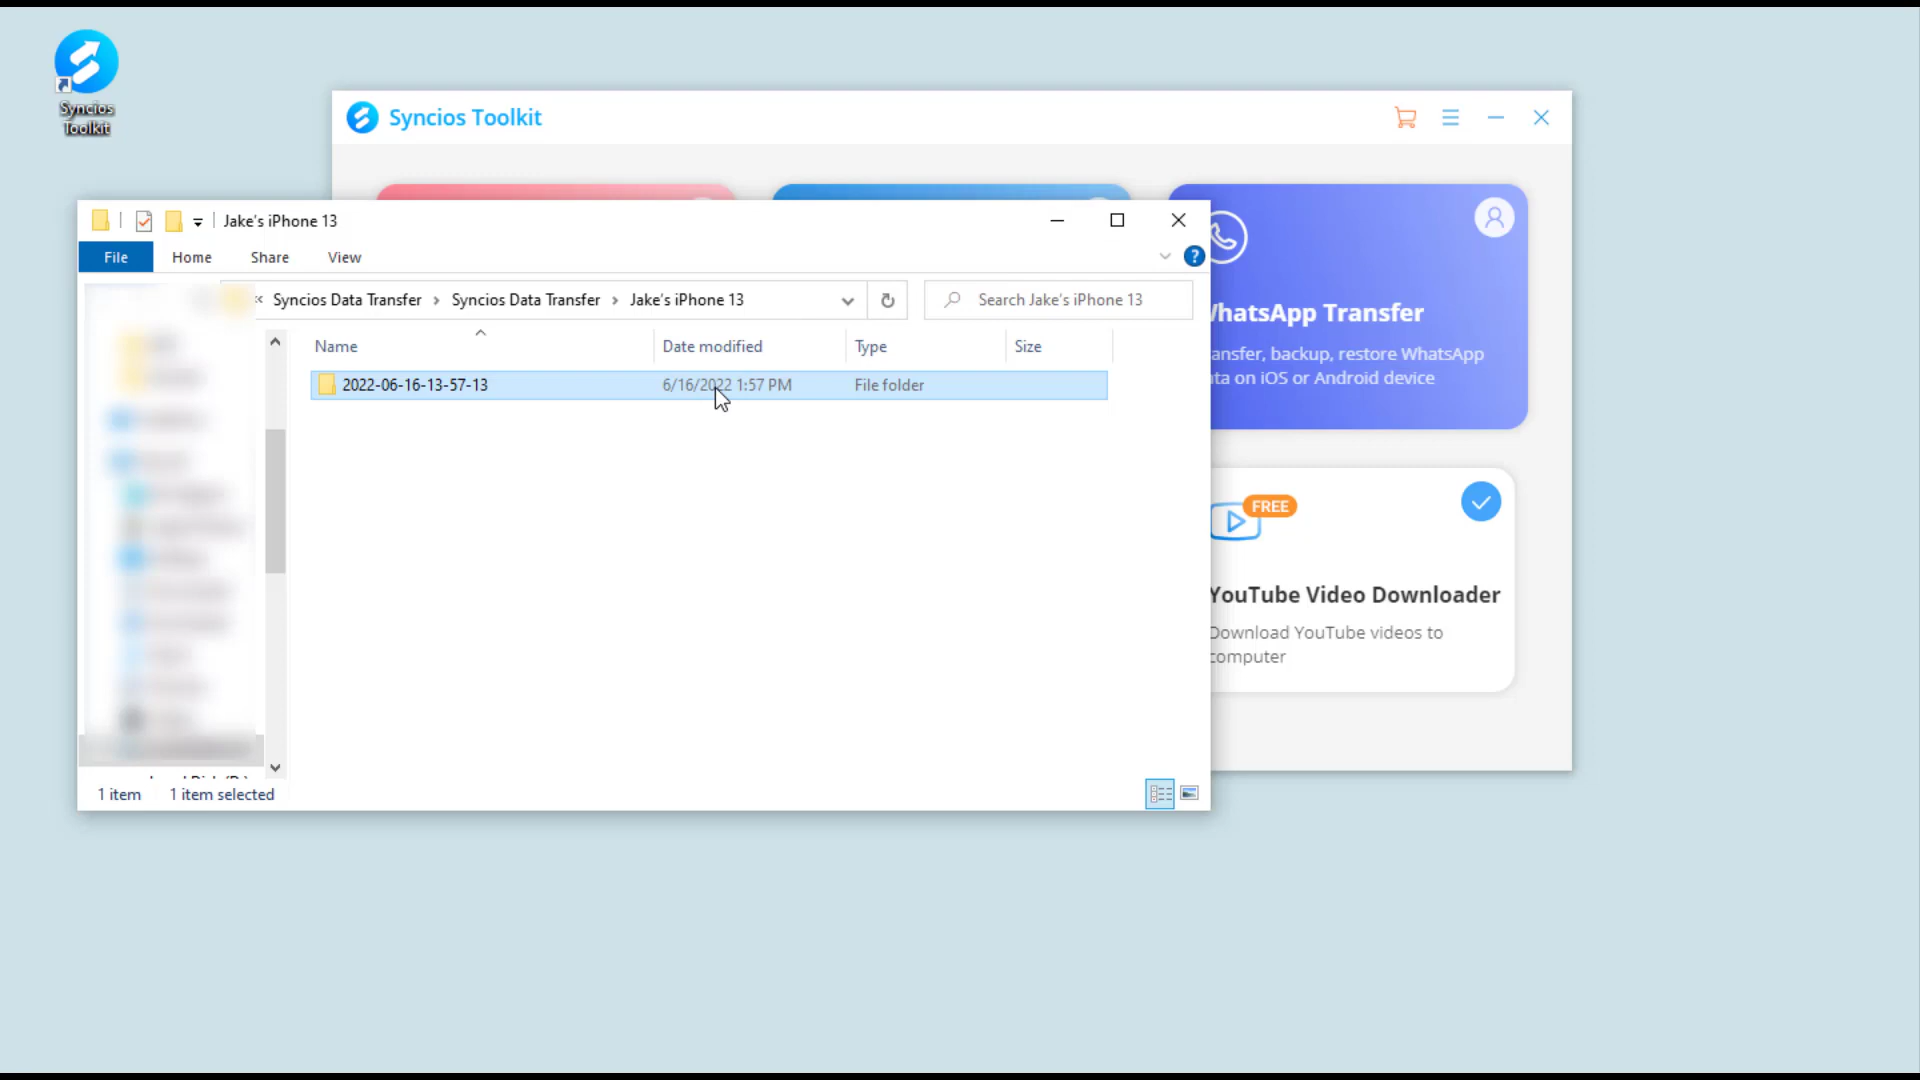 Syncios
Toolkit
Syncios Toolkit
Jake's iPhone 13
File
Home
Share
View
?
« Syncios Data Transfer › Syncios Data Transfer › Jake's iPhone 13
Search Jake's iPhone 13
Name
Date modified
Type
Size
2022-06-16-13-57-13
6/16/2022 1:57 PM
File folder
1 item
1 item selected
hatsApp Transfer
ansfer, backup, restore WhatsApp
ta on iOS or Android device
FREE
YouTube Video Downloader
Download YouTube videos to
computer